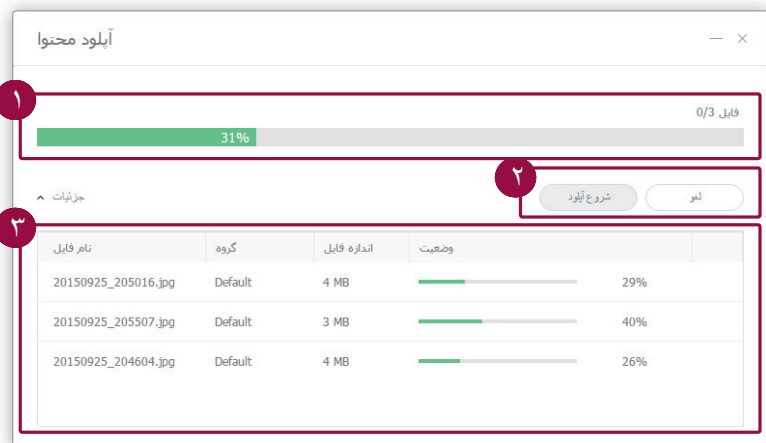 آپلود محتوا
۱
فایل 0/3
31%
۲
جزئیات
شروع آپلود
لغو
۳
نام فایل گروه اندازه فایل وضعیت
20150925_205016.jpg Default 4 MB 29%
20150925_205507.jpg Default 3 MB 40%
20150925_204604.jpg Default 4 MB 26%